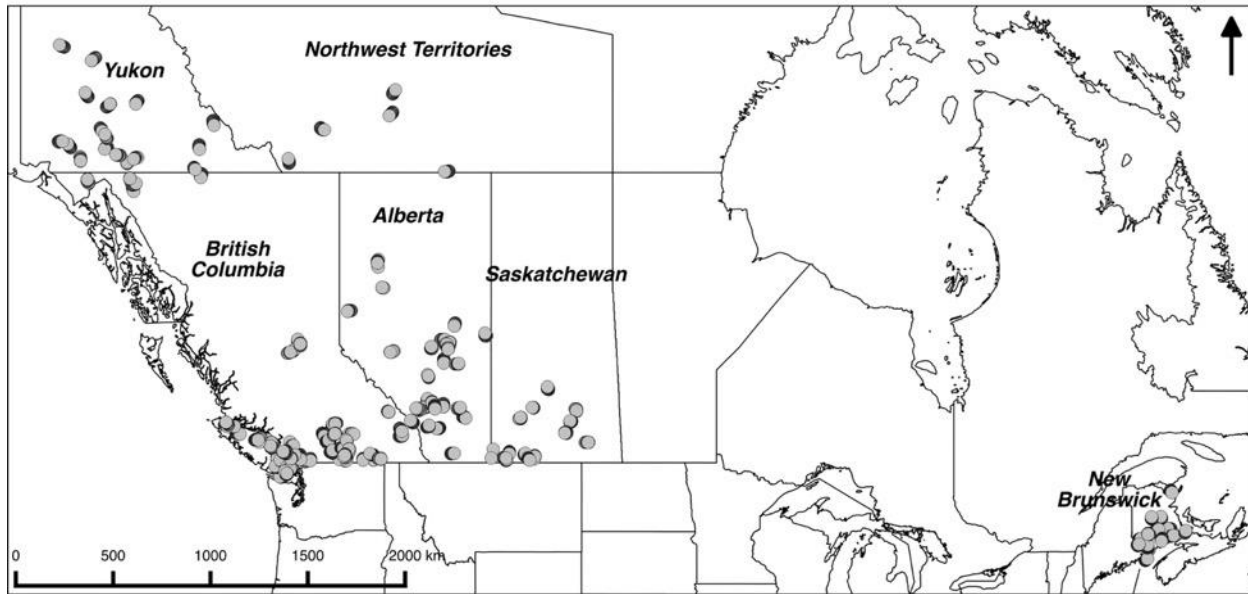 Northwest Territories
Yukon
Alberta
British
Columbia
Saskatchewan
New
Brunswick
0 500 1000 1500 2000 km